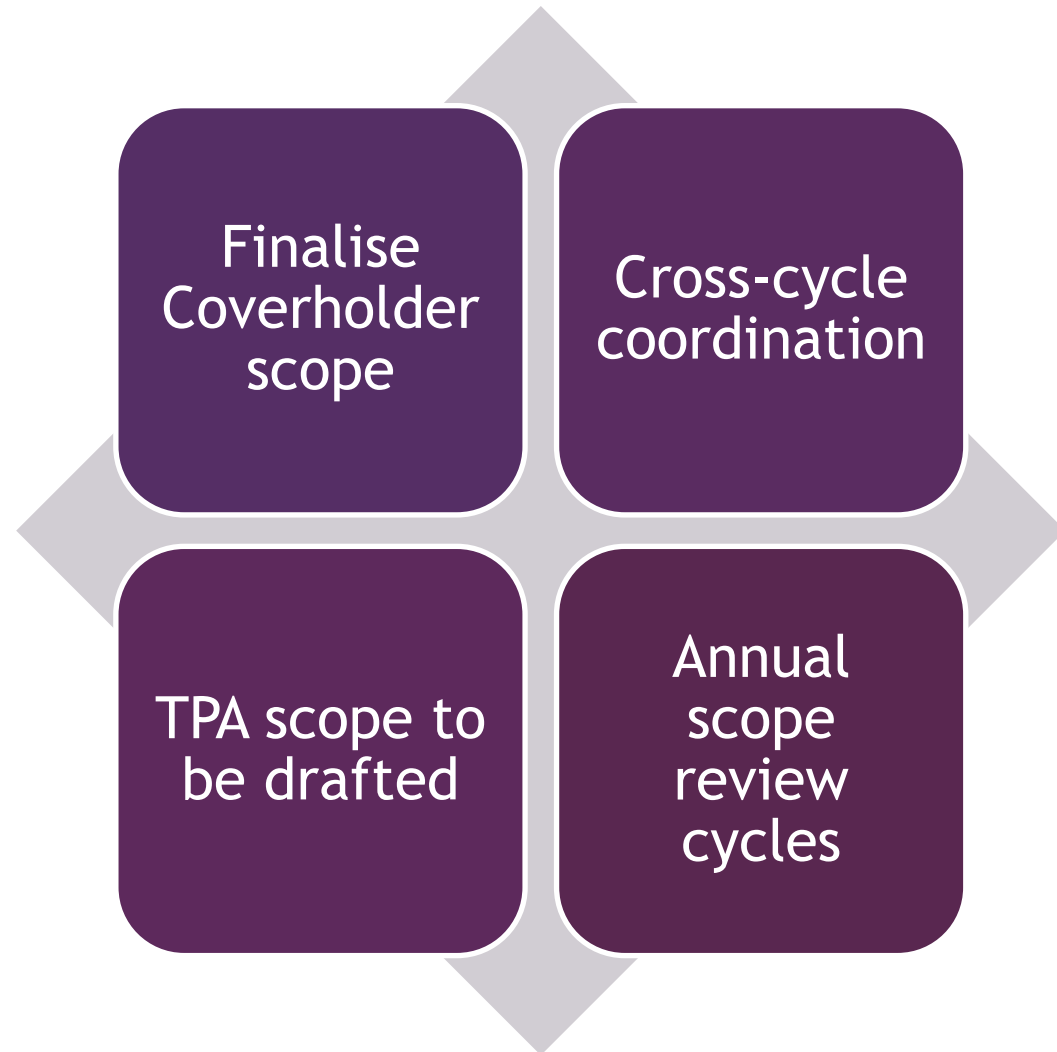 Finalise
Coverholder
scope
Cross-cycle
coordination
TPA scope to
be drafted
Annual
scope
review
cycles